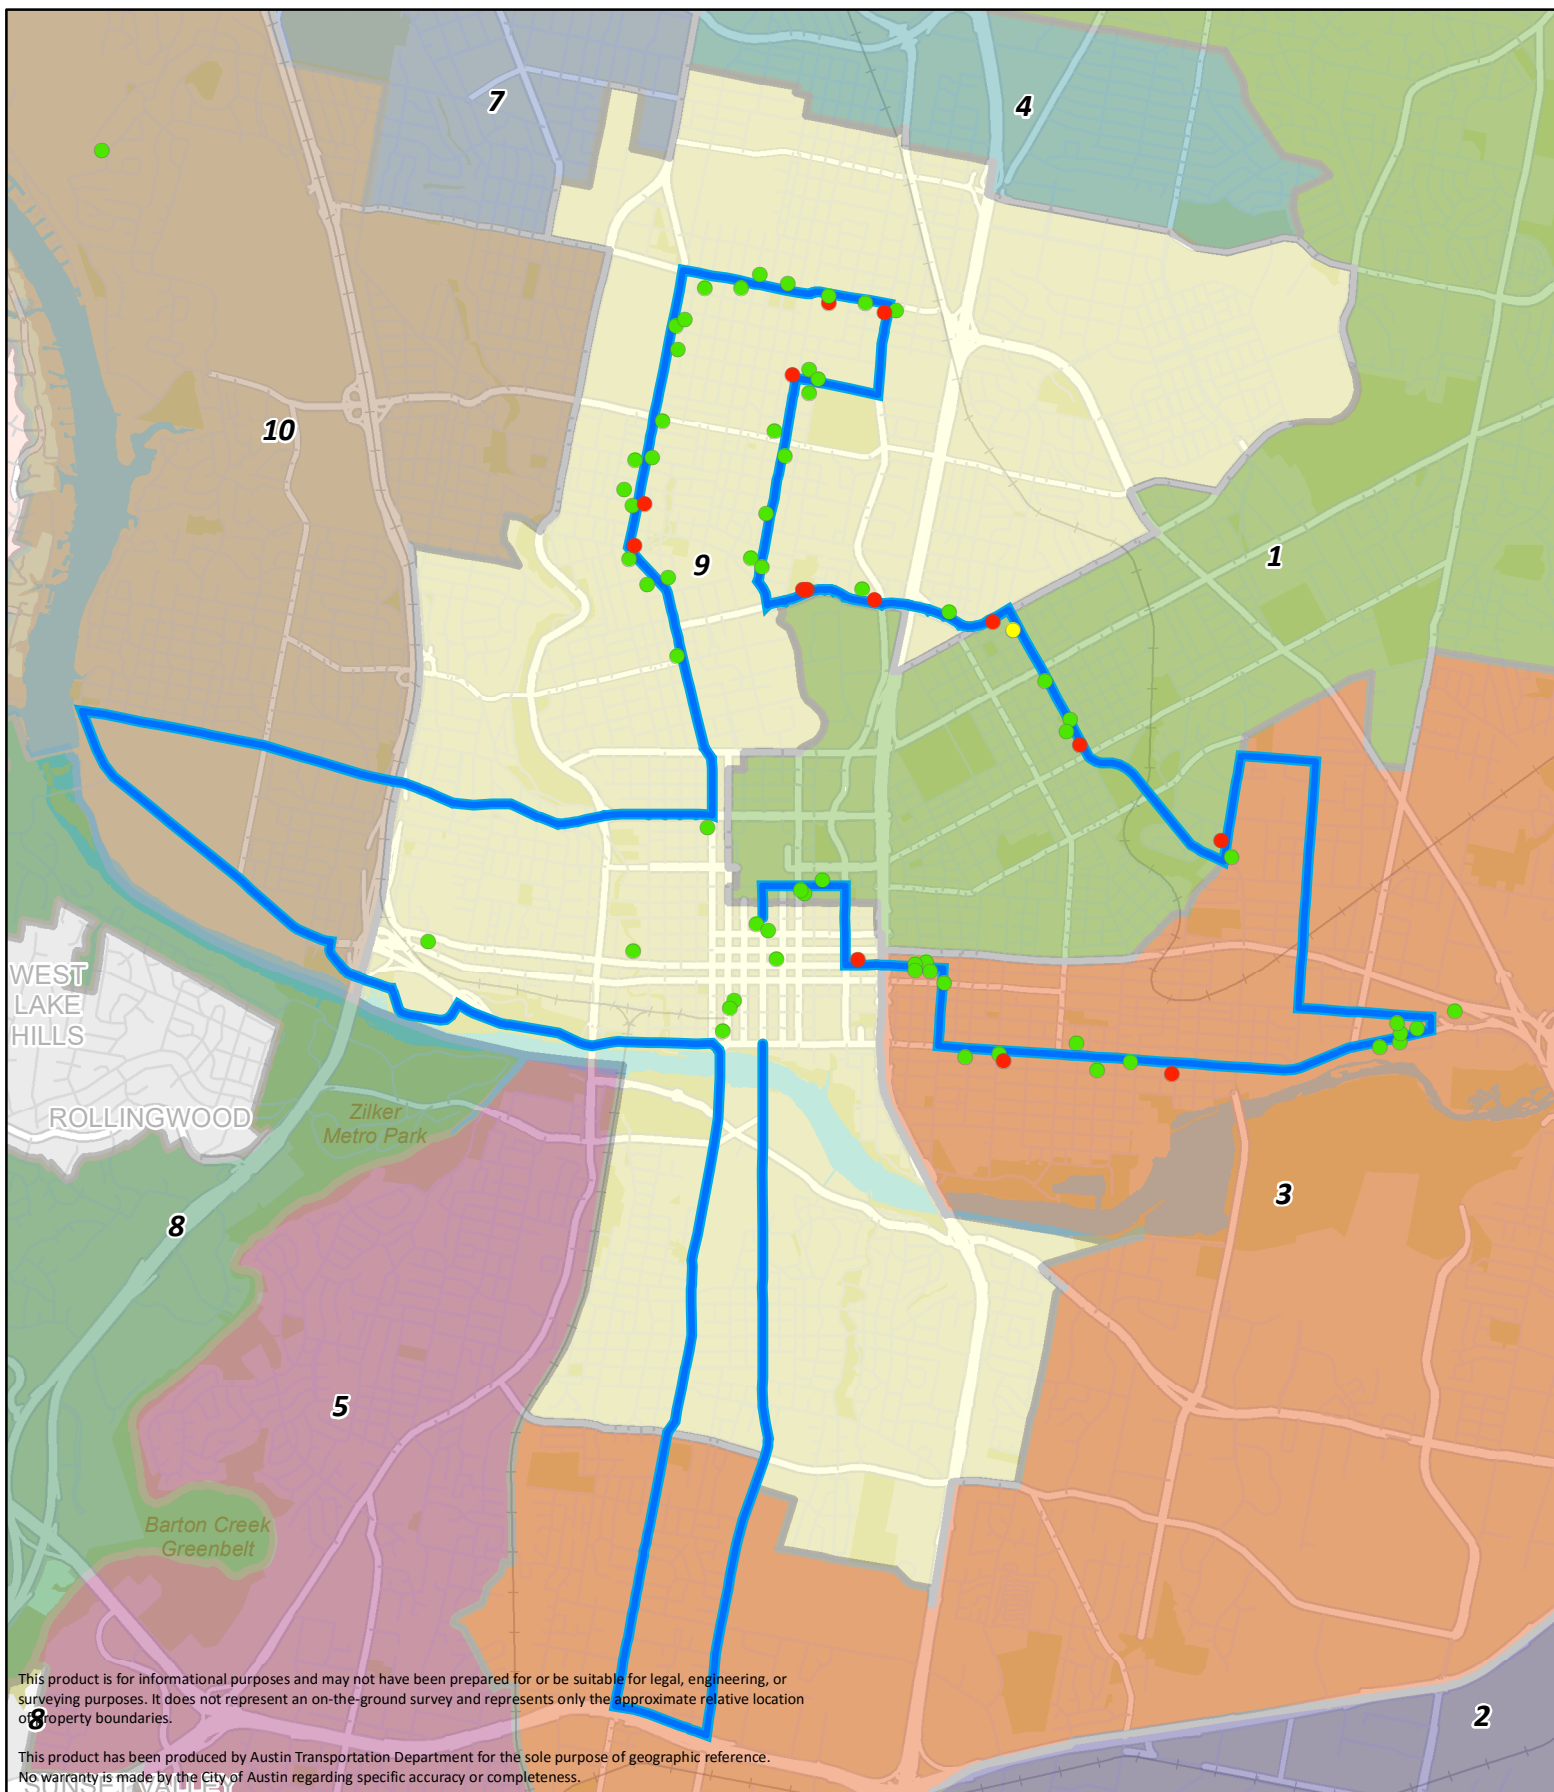 7
4
10
9
1
WEST
LAKE
HILLS
ROLLINGWOOD
Zilker
Metro Park
3
8
5
Barton Creek
Greenbelt
This product is for informational purposes and may not have been prepared for or be suitable for legal, engineering, or
surveying purposes. It does not represent an on-the-ground survey and represents only the approximate relative location
of property boundaries.
8
2
This product has been produced by Austin Transportation Department for the sole purpose of geographic reference.
No warranty is made by the City of Austin regarding specific accuracy or completeness.
SUNSET VALLEY